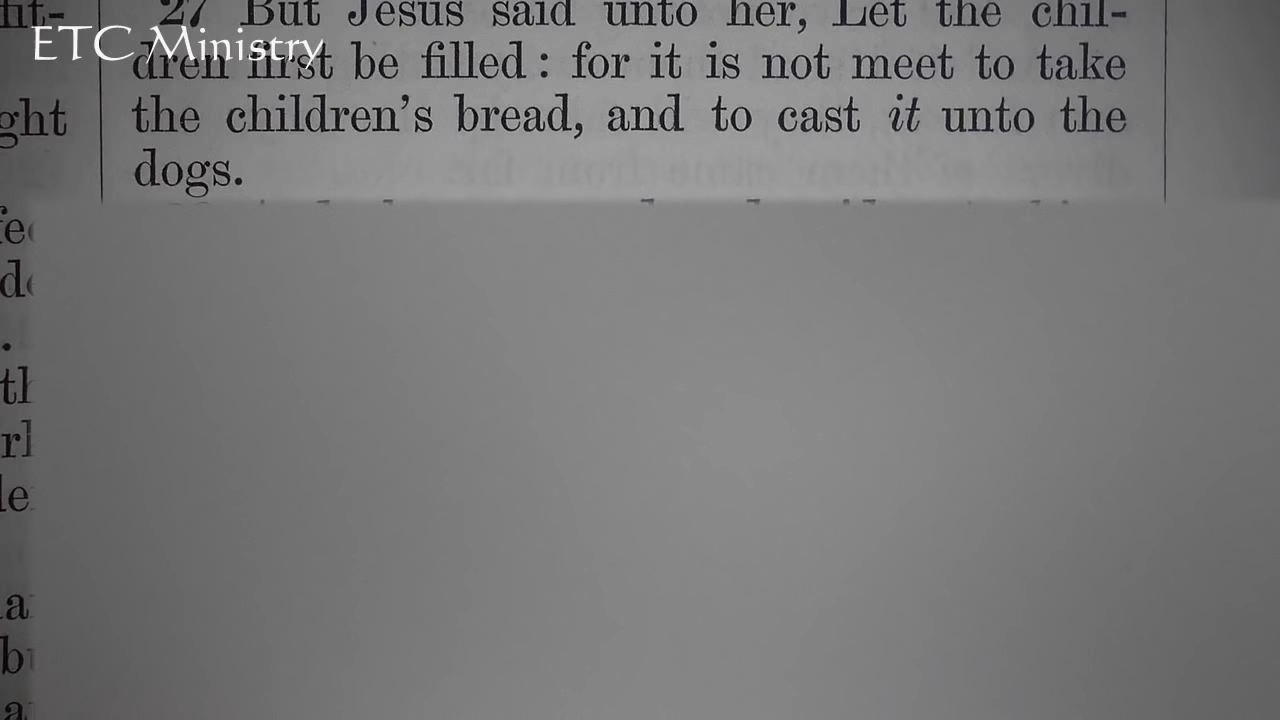 ETC Ministry
27 But Jesus said unto her, Let the chil-
dren first be filled : for it is not meet to take
the children’s bread, and to cast it unto the
dogs.